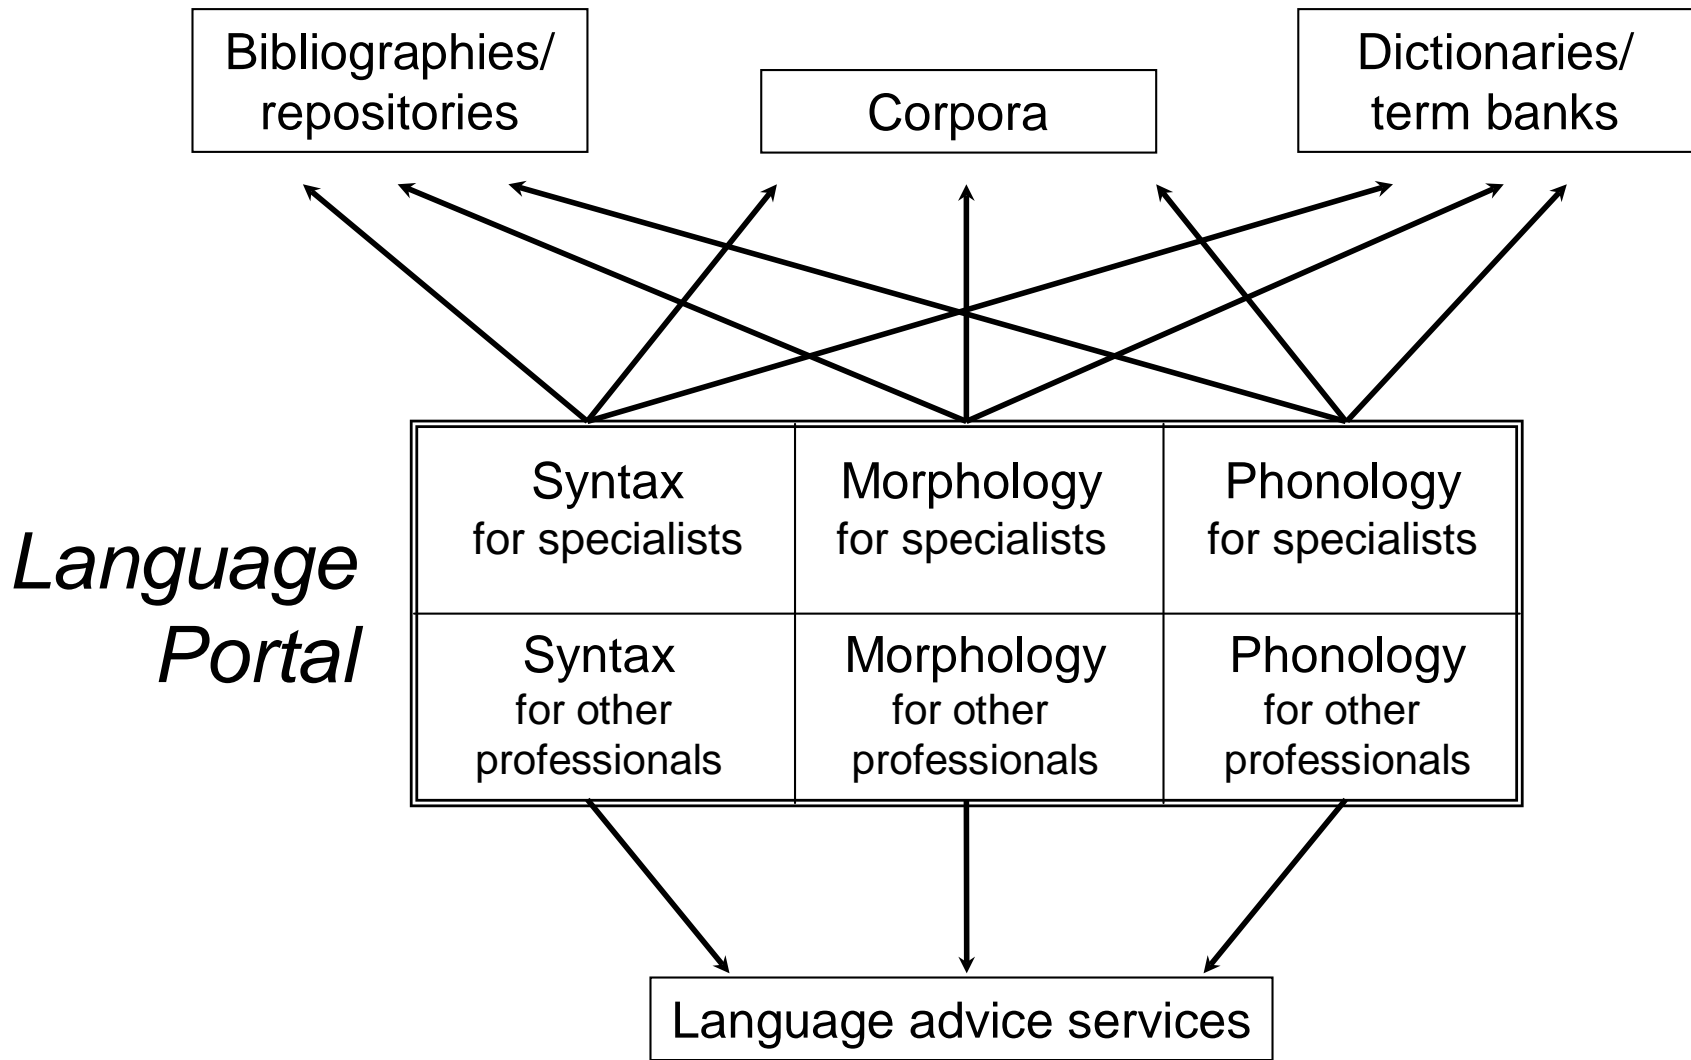 Bibliographies/
repositories
Corpora
Dictionaries/
term banks
Language
Portal
Syntax
for specialists
Morphology
for specialists
Phonology
for specialists
Syntax
for other
professionals
Morphology
for other
professionals
Phonology
for other
professionals
Language advice services